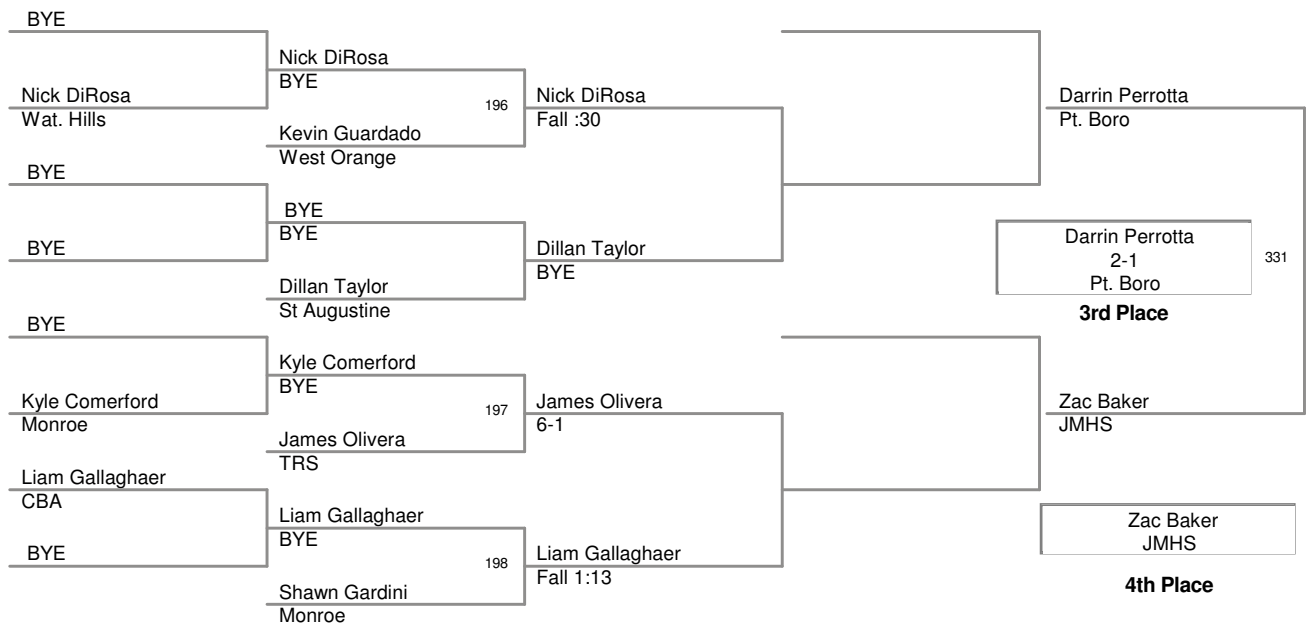 BYE
Nick DiRosa
Wat. Hills
BYE
BYE
BYE
Kyle Comerford
Monroe
Liam Gallaghaer
CBA
BYE
Nick DiRosa
BYE
196
Kevin Guardado
West Orange
BYE
BYE
Dillan Taylor
St Augustine
Kyle Comerford
BYE
197
James Olivera
TRS
Liam Gallaghaer
BYE
198
Shawn Gardini
Monroe
Nick DiRosa
Fall :30
Dillan Taylor
BYE
James Olivera
6-1
Liam Gallaghaer
Fall 1:13
Darrin Perrotta
Pt. Boro
Darrin Perrotta
2-1
Pt. Boro
331
3rd Place
Zac Baker
JMHS
Zac Baker
JMHS
4th Place